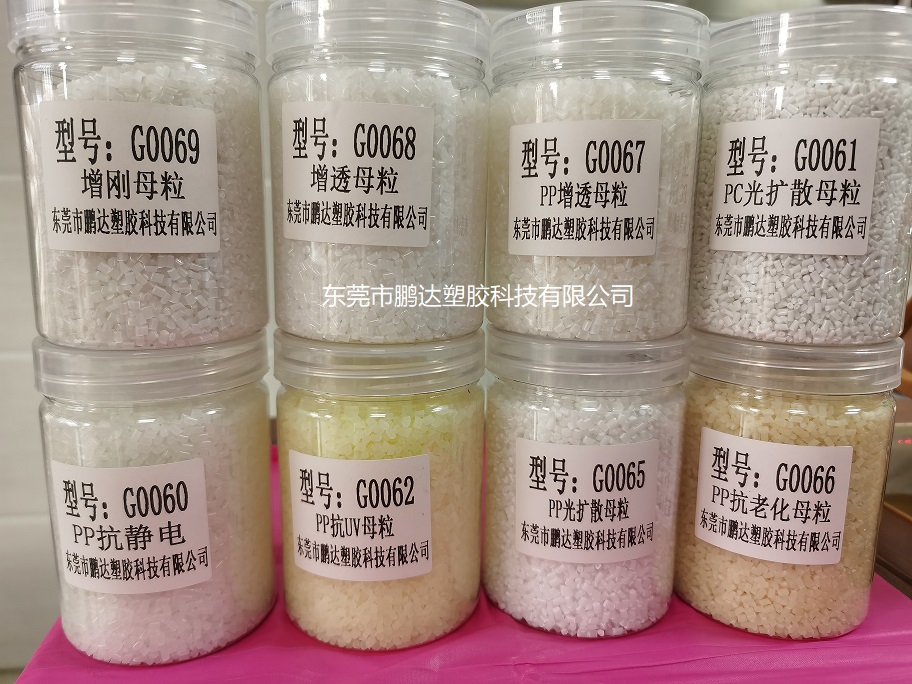 型号：G0069
增刚母粒
东莞市鹏达塑胶科技有限公司
型号：G0068
增透母粒
东莞市鹏达塑胶科技有限公司
型号：G0067
PP增透母粒
东莞市鹏达塑胶科技有限公司
型号：G0061
PC光扩散母粒
东莞市鹏达塑胶科技有限公司
东莞市鹏达塑胶科技有限公司
型号：G0060
PP抗静电
东莞市鹏达塑胶科技有限公司
型号：G0062
PP抗UV母粒
东莞市鹏达塑胶科技有限公司
型号：G0065
PP光扩散母粒
东莞市鹏达塑胶科技有限公司
型号：G0066
PP抗老化母粒
东莞市鹏达塑胶科技有限公司